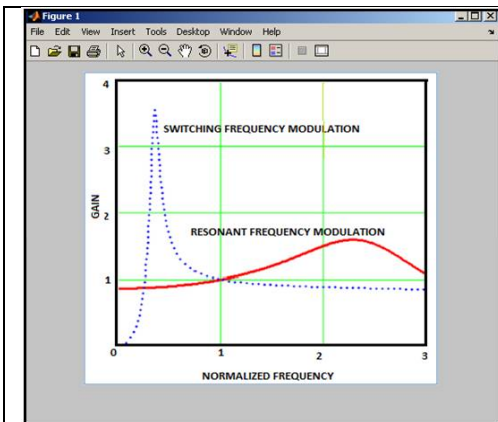 Figure 1
File Edit View Insert Tools Desktop Window Help
4
SWITCHING FREQUENCY MODULATION
3
GAIN
2
RESONANT FREQUENCY MODULATION
1
0 1 2 3
NORMALIZED FREQUENCY